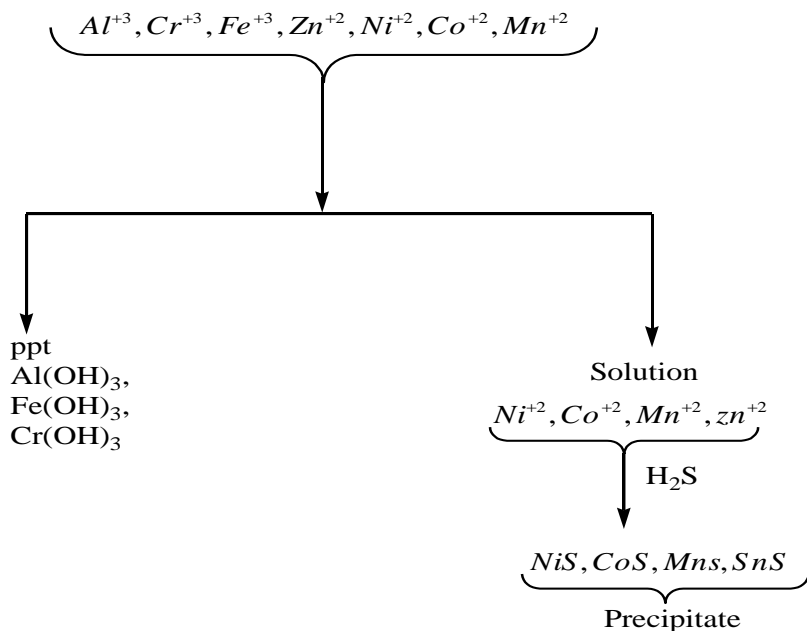 Al⁺³, Cr⁺³, Fe⁺³, Zn⁺², Ni⁺², Co⁺², Mn⁺²
ppt
Al(OH)₃,
Fe(OH)₃,
Cr(OH)₃
Solution
Ni⁺², Co⁺², Mn⁺², zn⁺²
H₂S
NiS, CoS, Mns, SnS
Precipitate